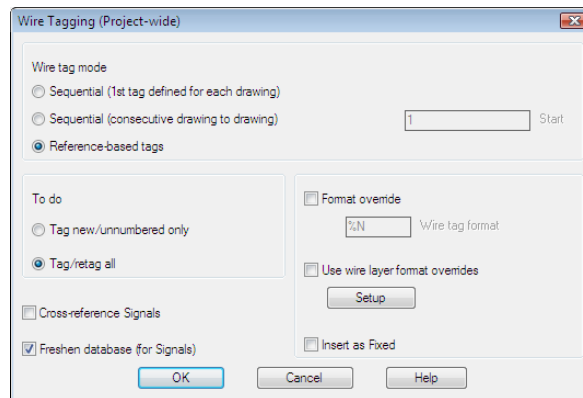 Wire Tagging (Project-wide)
Wire tag mode
Sequential (1st tag defined for each drawing)
Sequential (consecutive drawing to drawing)
1
Start
Reference-based tags
To do
Tag new/unnumbered only
Tag/retag all
Cross-reference Signals
Freshen database (for Signals)
Format override
%N
Wire tag format
Use wire layer format overrides
Setup
Insert as Fixed
OK
Cancel
Help